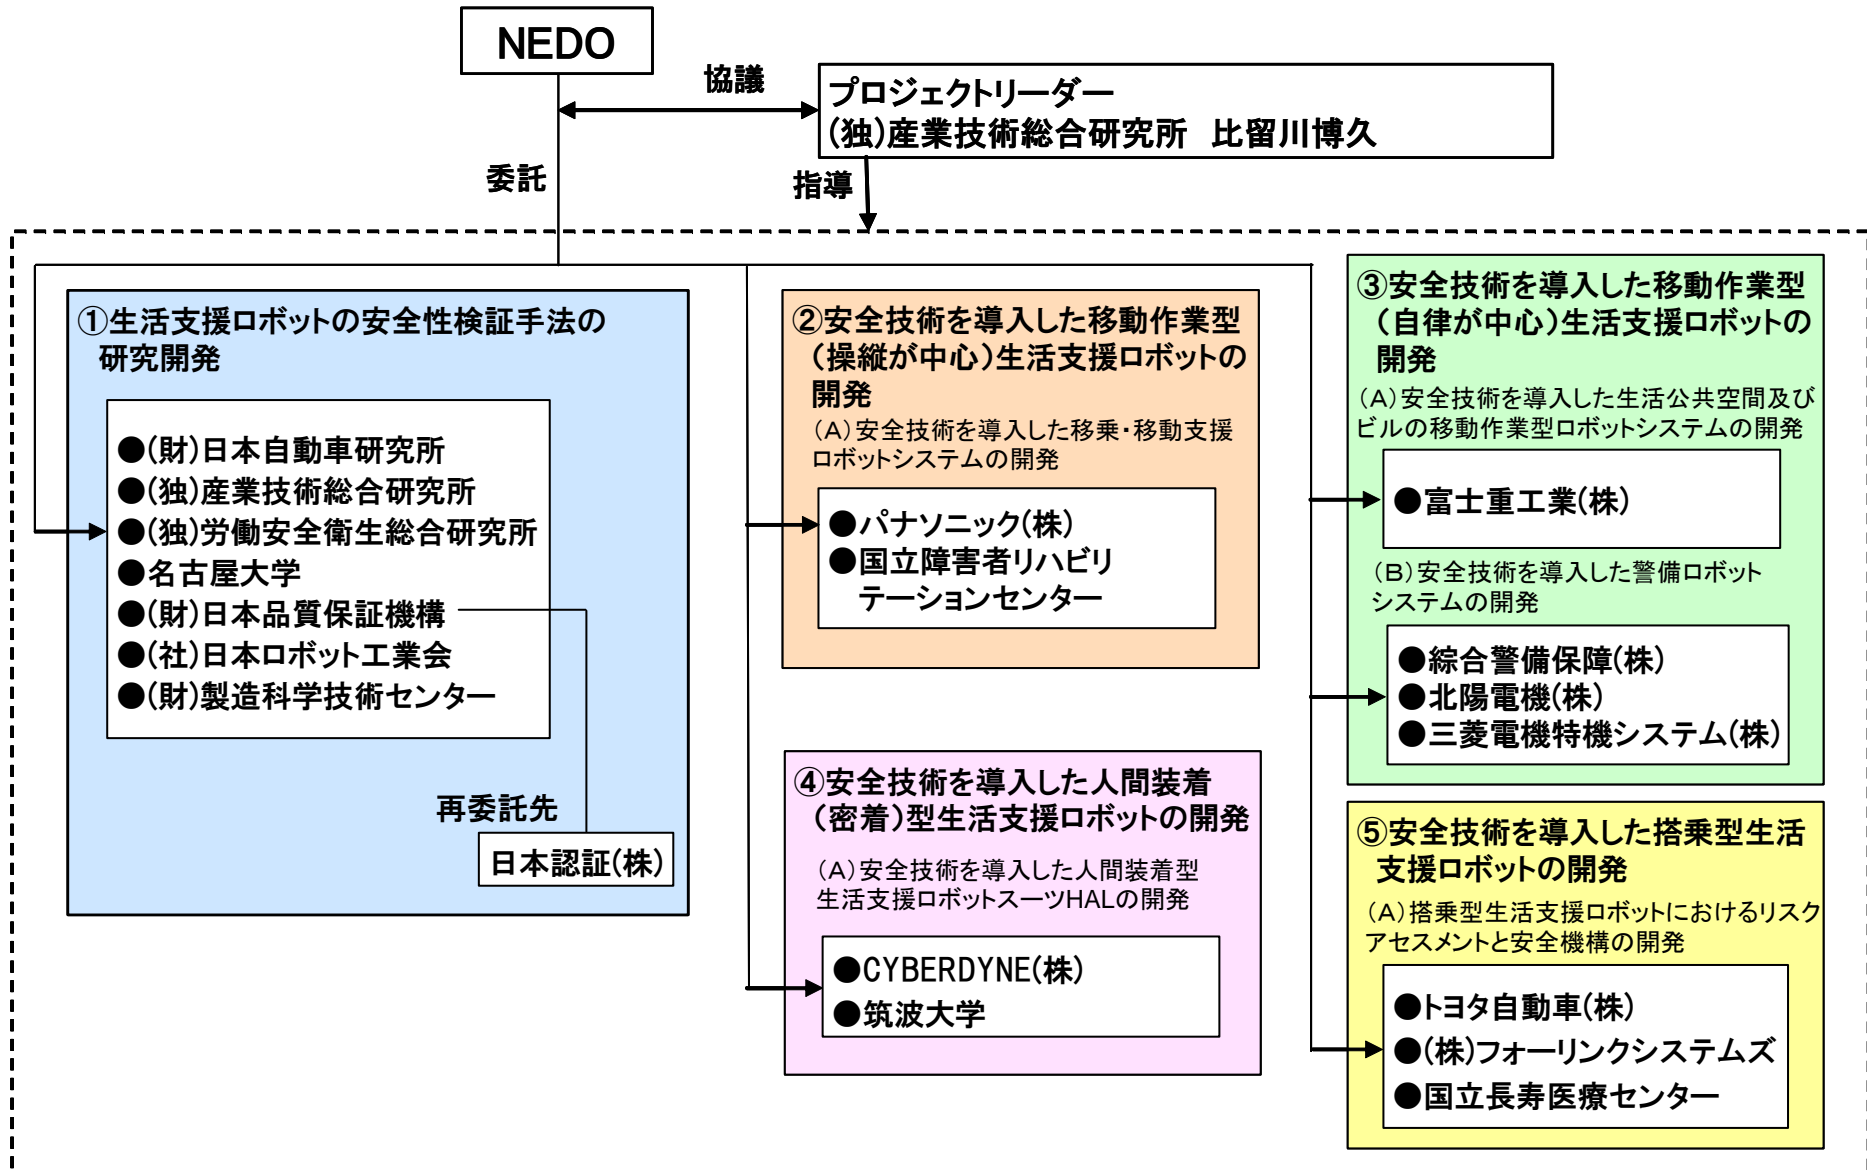 NEDO
協議
プロジェクトリーダー
(独)産業技術総合研究所　比留川博久
委託
指導
①生活支援ロボットの安全性検証手法の
研究開発
●(財)日本自動車研究所
●(独)産業技術総合研究所
●(独)労働安全衛生総合研究所
●名古屋大学
●(財)日本品質保証機構
●(社)日本ロボット工業会
●(財)製造科学技術センター
再委託先
日本認証(株)
②安全技術を導入した移動作業型
(操縦が中心)生活支援ロボットの
開発
(A)安全技術を導入した移乗・移動支援
ロボットシステムの開発
●パナソニック(株)
●国立障害者リハビリ
テーションセンター
③安全技術を導入した移動作業型
(自律が中心)生活支援ロボットの
開発
(A)安全技術を導入した生活公共空間及び
ビルの移動作業型ロボットシステムの開発
●富士重工業(株)
(B)安全技術を導入した警備ロボット
システムの開発
●綜合警備保障(株)
●北陽電機(株)
●三菱電機特機システム(株)
④安全技術を導入した人間装着
(密着)型生活支援ロボットの開発
(A)安全技術を導入した人間装着型
生活支援ロボットスーツHALの開発
●CYBERDYNE(株)
●筑波大学
⑤安全技術を導入した搭乗型生活
支援ロボットの開発
(A)搭乗型生活支援ロボットにおけるリスク
アセスメントと安全機構の開発
●トヨタ自動車(株)
●(株)フォーリンクシステムズ
●国立長寿医療センター